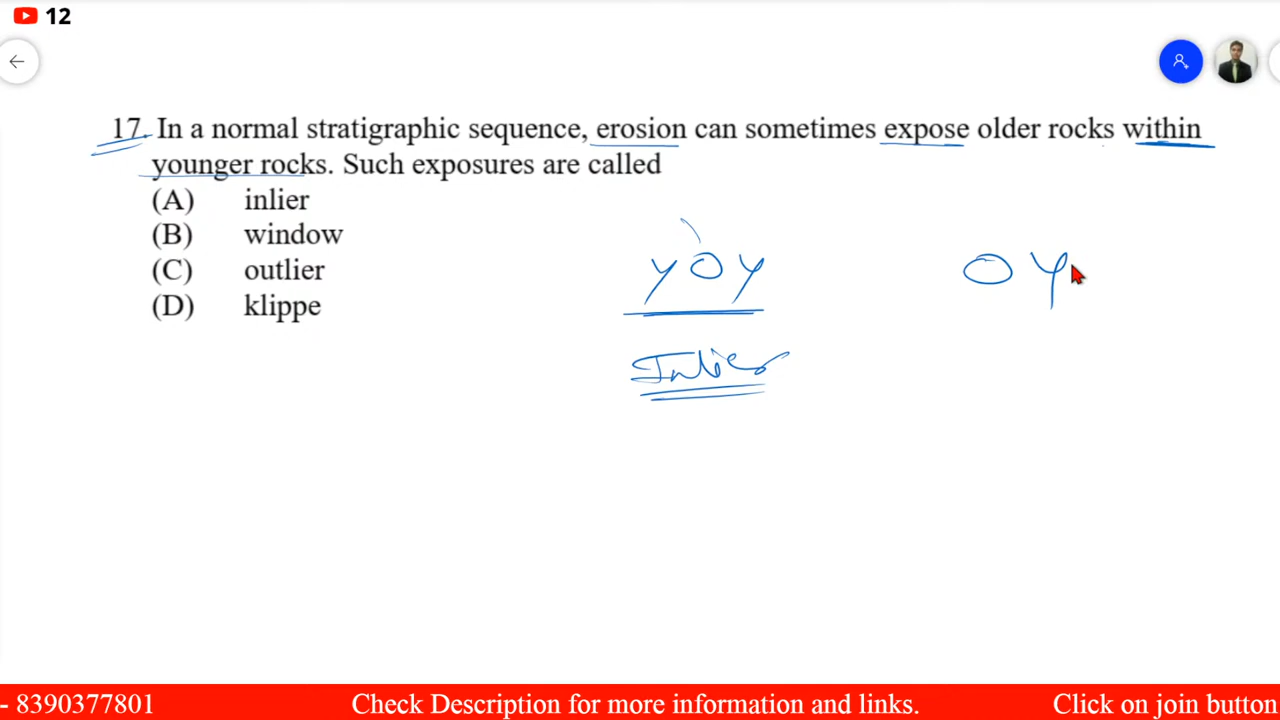 12
17. In a normal stratigraphic sequence, erosion can sometimes expose older rocks within
younger rocks. Such exposures are called
(A) inlier
(B) window
(C) outlier
(D) klippe
y O y
O Y
Inlier
- 8390377801 Check Description for more information and links. Click on join button